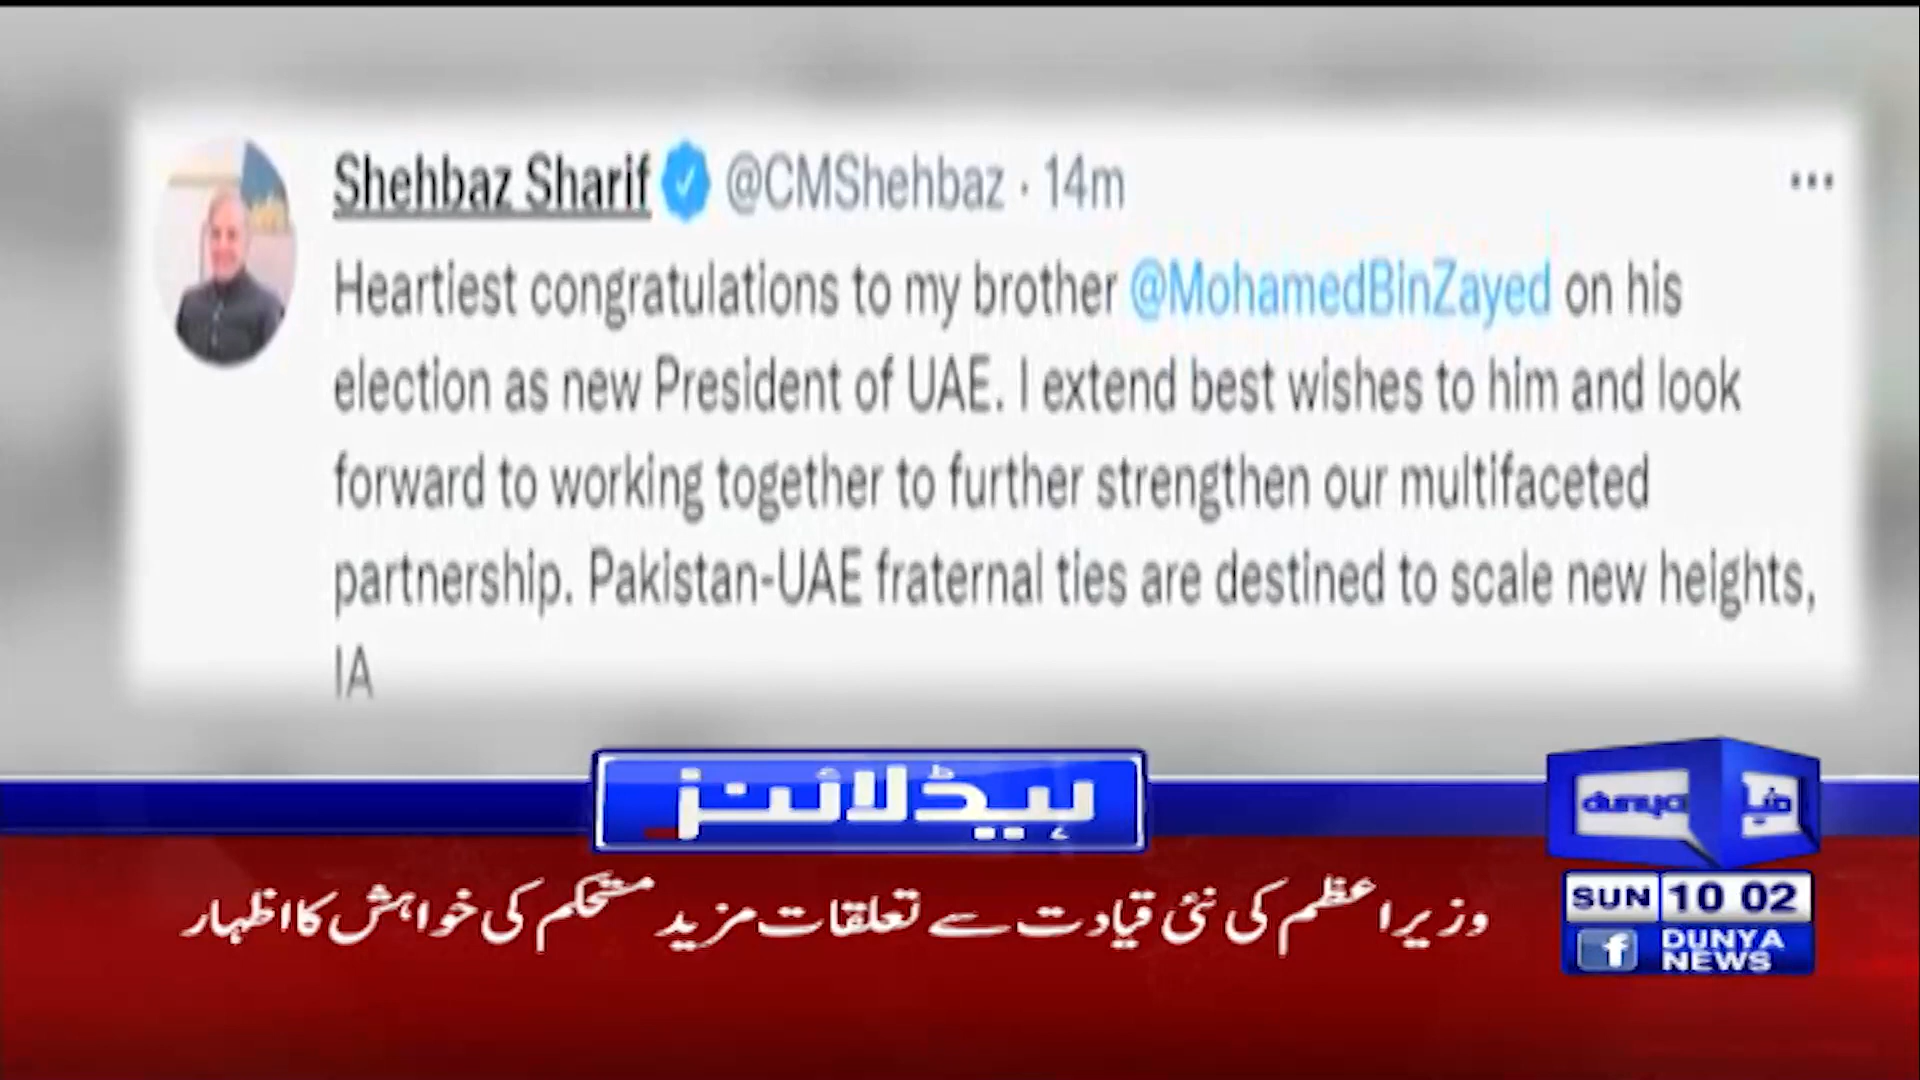 Shehbaz Sharif @CMShehbaz · 14m
Heartiest congratulations to my brother @MohamedBinZayed on his
election as new President of UAE. I extend best wishes to him and look
forward to working together to further strengthen our multifaceted
partnership. Pakistan-UAE fraternal ties are destined to scale new heights,
IA
ہیڈلائنز
dunya دنیا
وزیراعظم کی نئی قیادت سے تعلقات مزید مستحکم کی خواہش کا اظہار
SUN 10 02
f DUNYA
NEWS